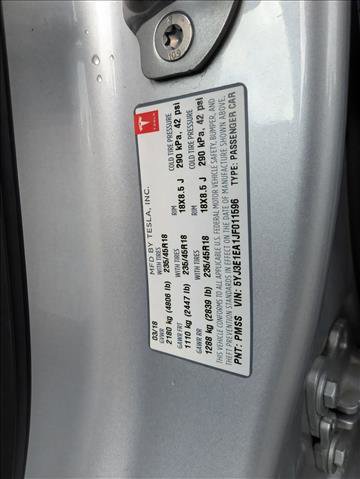 TESLA
MFD BY TESLA, INC.
03/18
GVWR WITH TIRES RIM COLD TIRE PRESSURE
2180 kg (4806 lb) 235/45R18 18X8.5 J 290 kPa, 42 psi
GAWR FRT WITH TIRES RIM COLD TIRE PRESSURE
1110 kg (2447 lb) 235/45R18 18X8.5 J 290 kPa, 42 psi
GAWR RR
1288 kg (2839 lb) 235/45R18
THIS VEHICLE CONFORMS TO ALL APPLICABLE U.S. FEDERAL MOTOR VEHICLE SAFETY, BUMPER, AND
THEFT PREVENTION STANDARDS IN EFFECT ON THE DATE OF MANUFACTURE SHOWN ABOVE.
PNT: PMSS VIN: 5YJ3E1EA1JF011596 TYPE: PASSENGER CAR